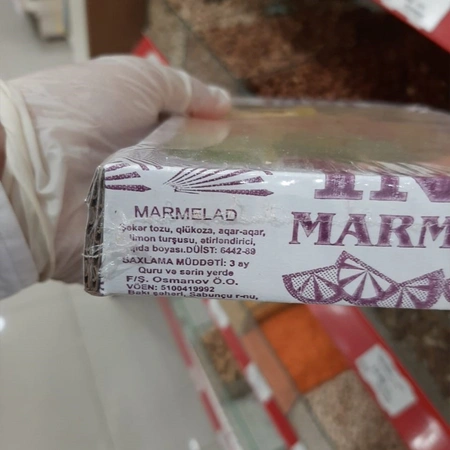 MARMELAD
şəkər tozu, qlükoza, aqar-aqar,
limon turşusu, ətirləndirici,
qida boyası. DÜİST: 6442-89
SAXLAMA MÜDDƏTİ: 3 ay
Quru və sərin yerdə
F/Ş. Osmanov Ö.O.
VÖEN: 5100419992
Bakı şəhəri, Sabunçu r-nu,
MARM